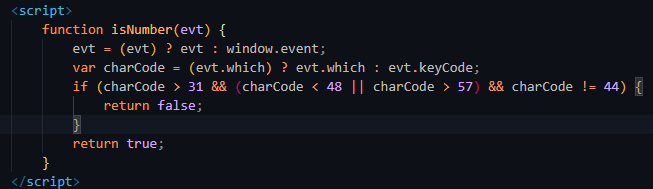 <script>
function isNumber(evt) {
evt = (evt) ? evt : window.event;
var charCode = (evt.which) ? evt.which : evt.keyCode;
if (charCode > 31 && (charCode < 48 || charCode > 57) && charCode != 44) {
return false;
}
return true;
}
</script>